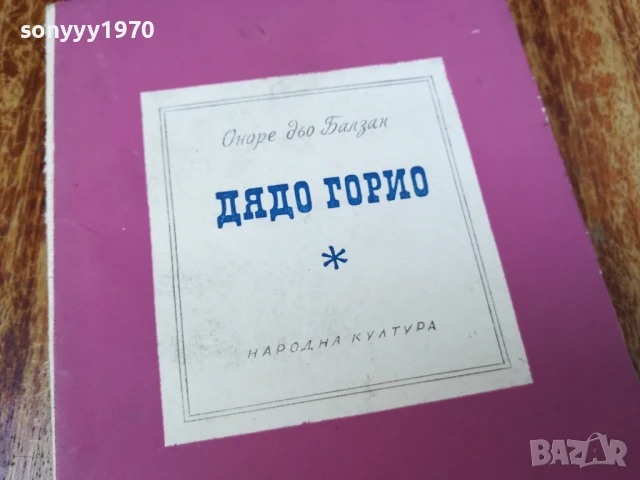 sonyyy1970
Оноре дьо Балзак
ДЯДО ГОРИО
*
НАРОДНА КУЛТУРА
BAZAR